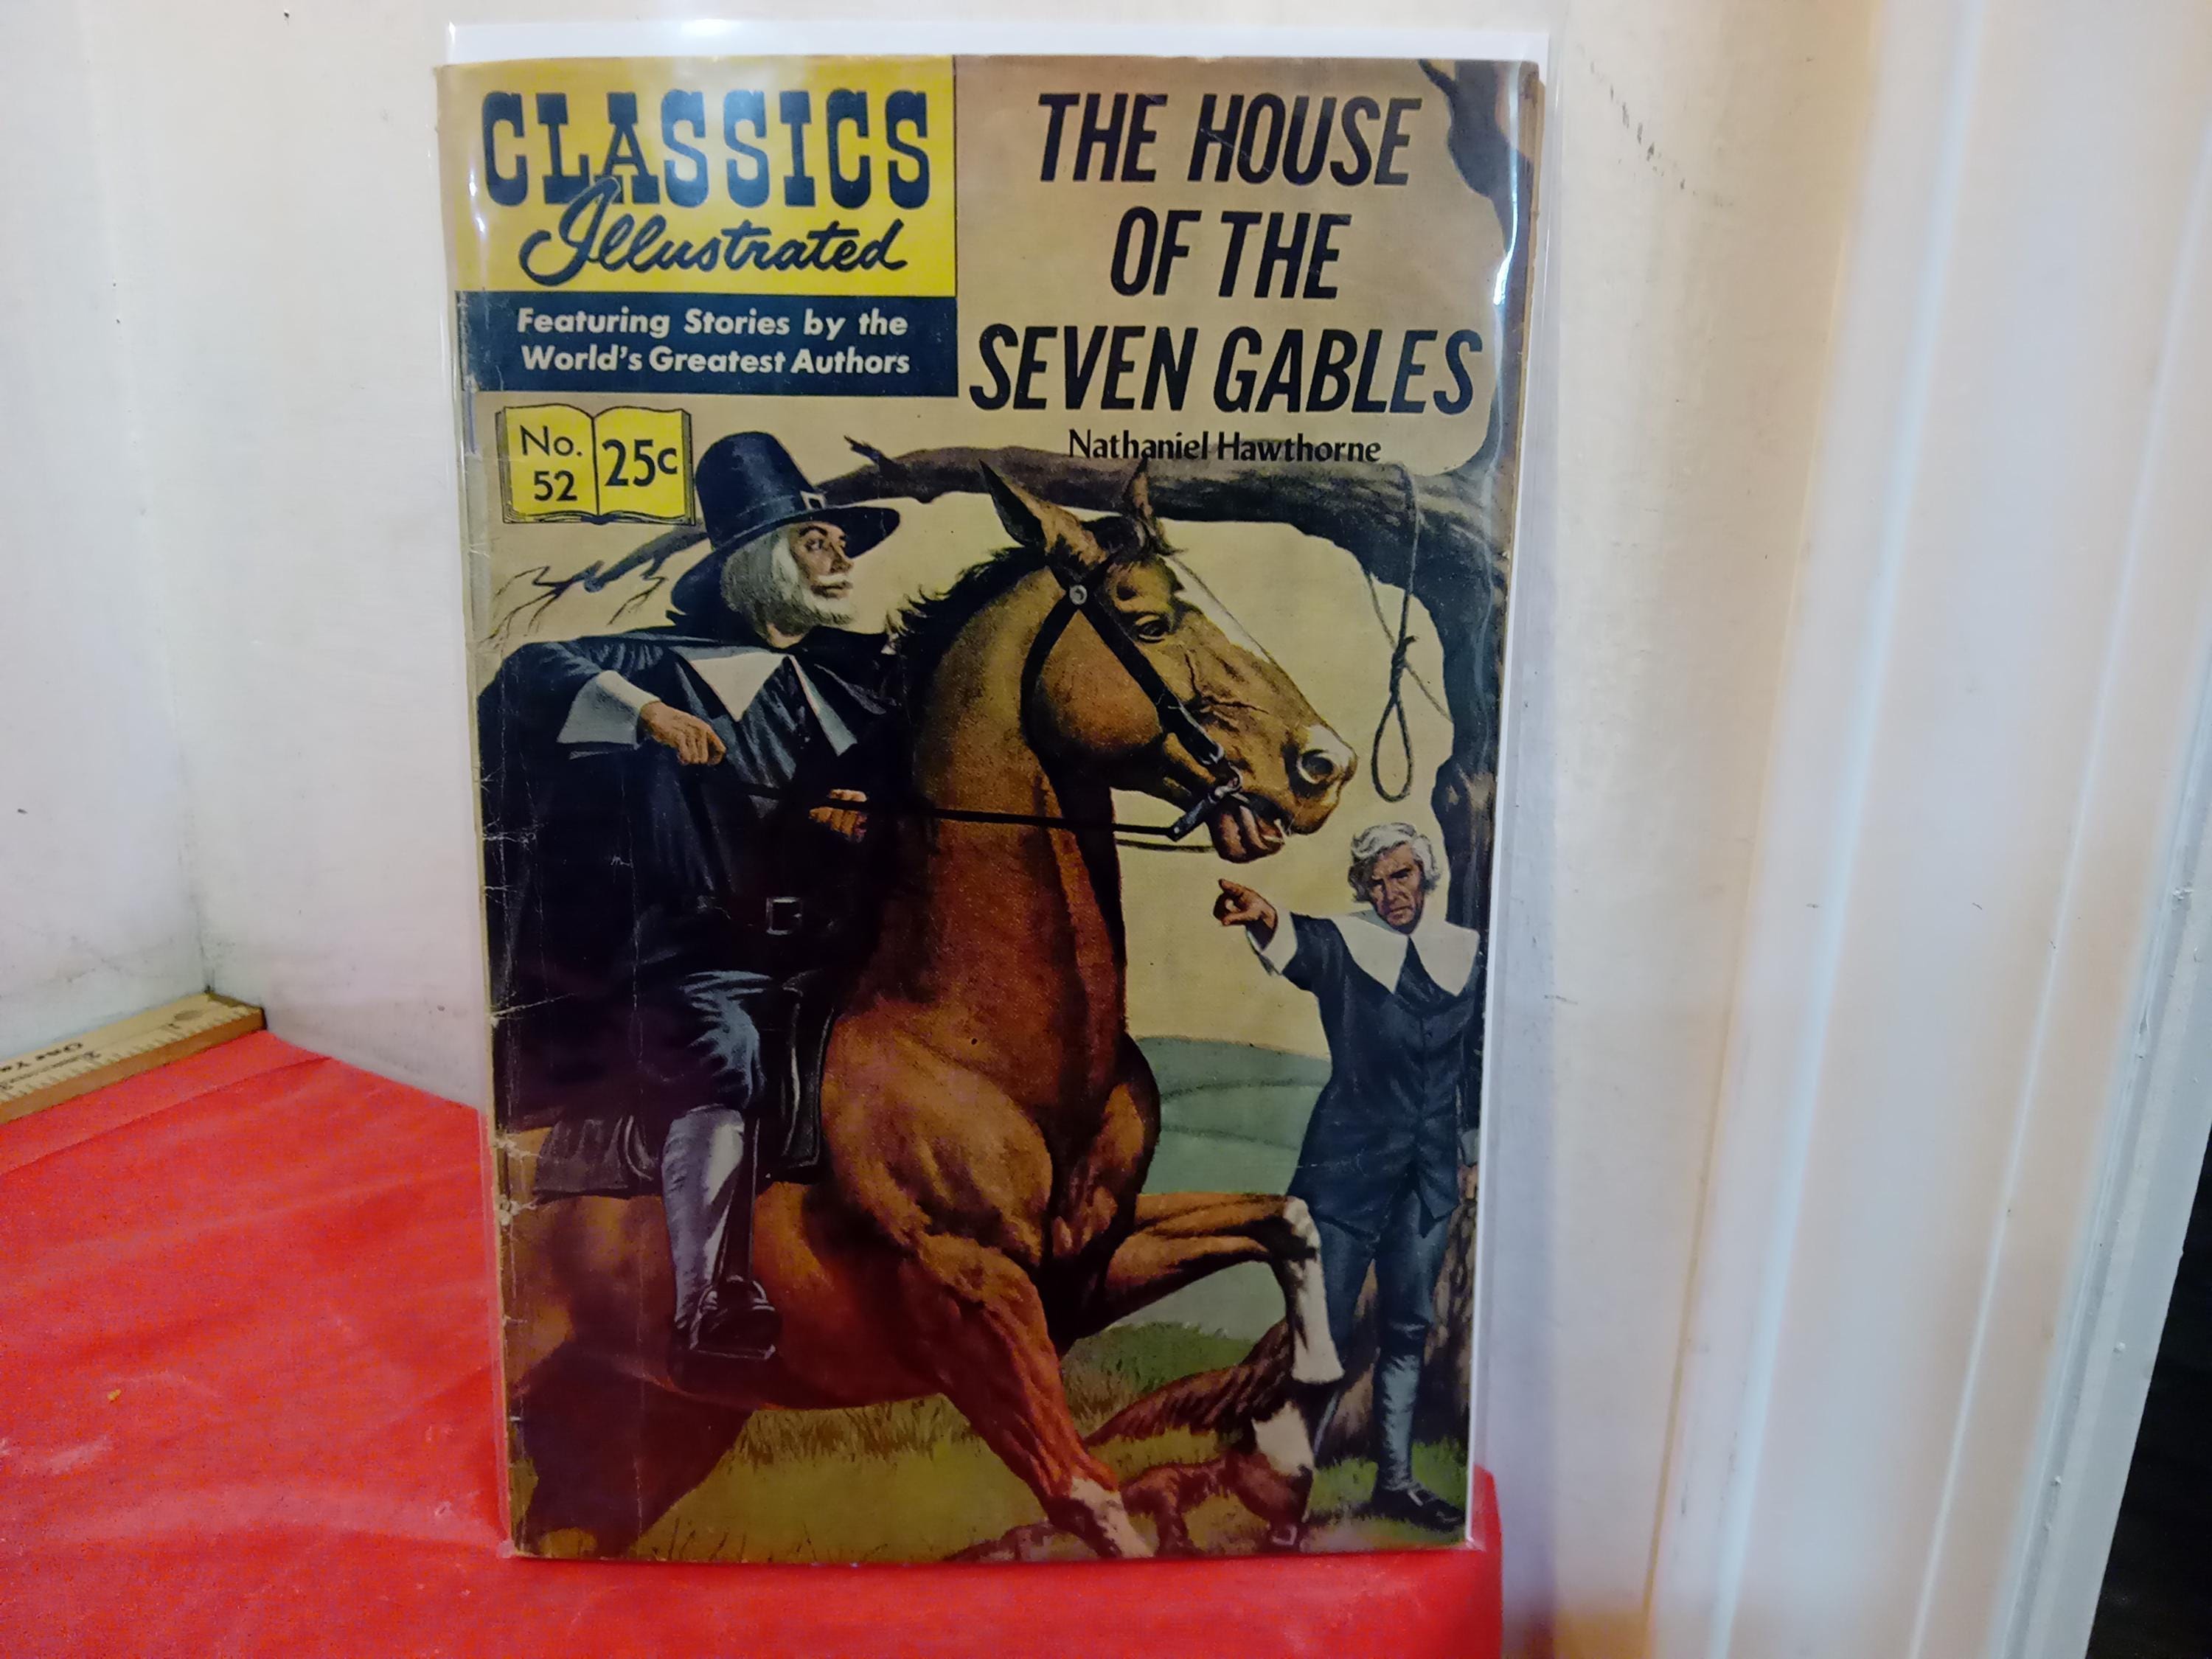 CLASSICS
Illustrated
Featuring Stories by the
World's Greatest Authors
No.
52
25c
THE HOUSE
OF THE
SEVEN GABLES
Nathaniel Hawthorne